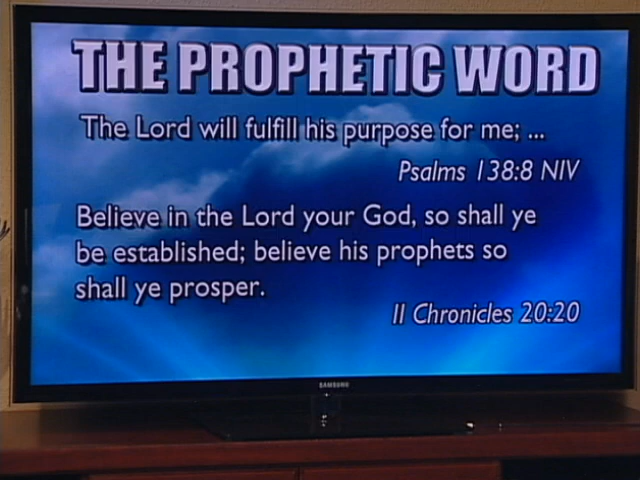 THE PROPHETIC WORD
The Lord will fulfill his purpose for me; ...
Psalms 138:8 NIV
Believe in the Lord your God, so shall ye
be established; believe his prophets so
shall ye prosper.
II Chronicles 20:20
SAMSUNG